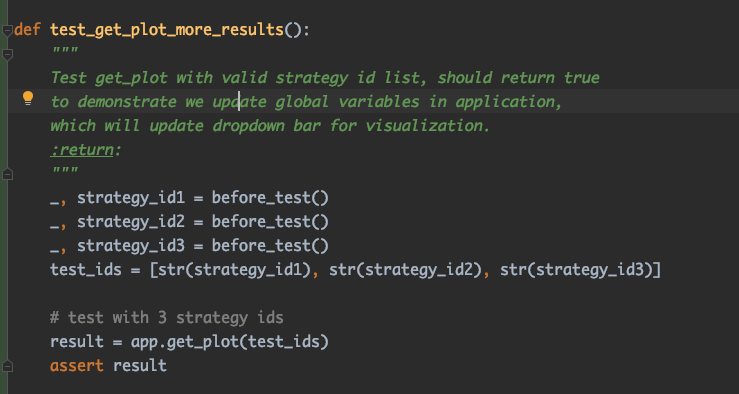 def test_get_plot_more_results():
"""
Test get_plot with valid strategy id list, should return true
to demonstrate we update global variables in application,
which will update dropdown bar for visualization.
:return:
"""
_, strategy_id1 = before_test()
_, strategy_id2 = before_test()
_, strategy_id3 = before_test()
test_ids = [str(strategy_id1), str(strategy_id2), str(strategy_id3)]
# test with 3 strategy ids
result = app.get_plot(test_ids)
assert result